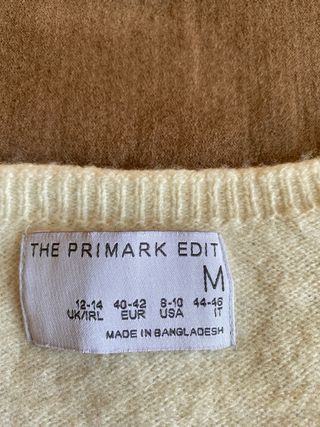 THE PRIMARK EDIT
M
12-14 40-42 8-10 44-46
UK/IRL EUR USA IT
MADE IN BANGLADESH